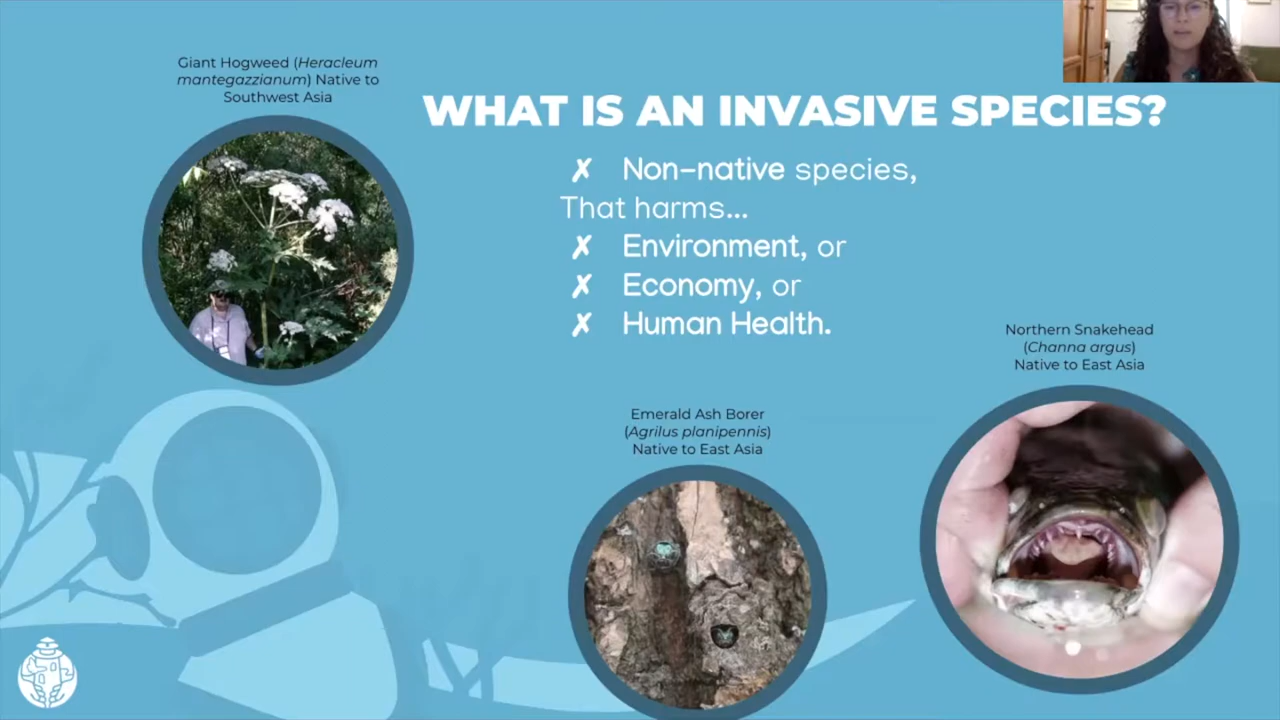 Giant Hogweed (Heracleum
mantegazzianum) Native to
Southwest Asia
WHAT IS AN INVASIVE SPECIES?
✗ Non-native species,
That harms...
✗ Environment, or
✗ Economy, or
✗ Human Health.
Northern Snakehead
(Channa argus)
Native to East Asia
Emerald Ash Borer
(Agrilus planipennis)
Native to East Asia